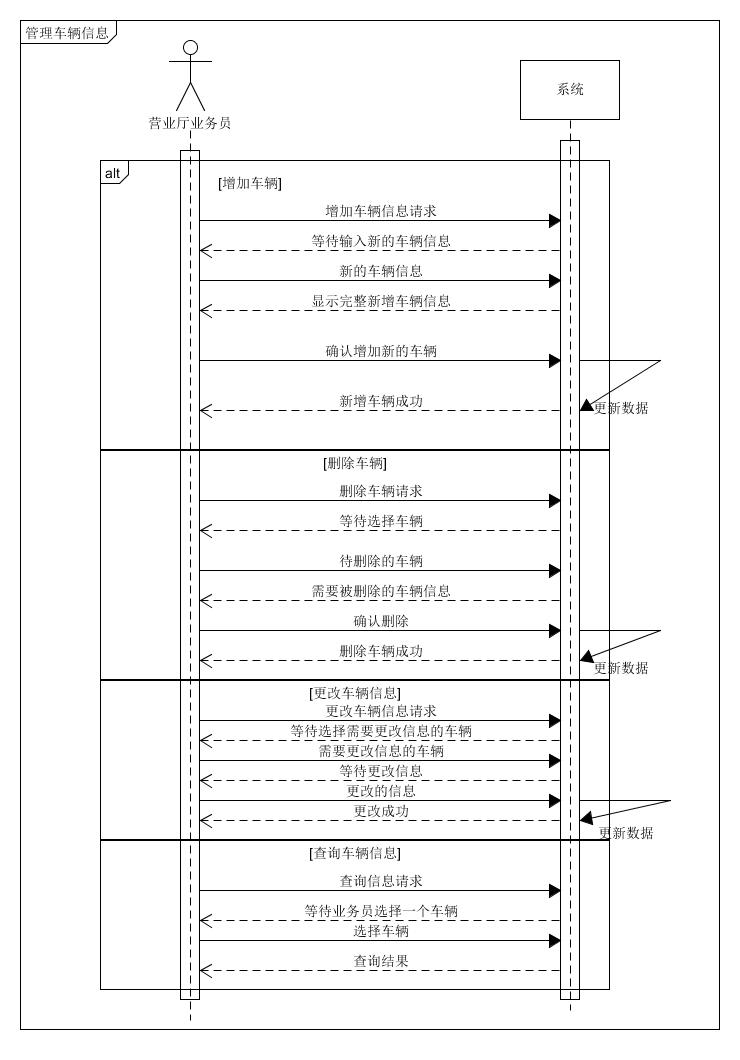 管理车辆信息
营业厅业务员
系统
alt
[增加车辆]
增加车辆信息请求
等待输入新的车辆信息
新的车辆信息
显示完整新增车辆信息
确认增加新的车辆
新增车辆成功
更新数据
[删除车辆]
删除车辆请求
等待选择车辆
待删除的车辆
需要被删除的车辆信息
确认删除
删除车辆成功
更新数据
[更改车辆信息]
更改车辆信息请求
等待选择需要更改信息的车辆
需要更改信息的车辆
等待更改信息
更改的信息
更改成功
更新数据
[查询车辆信息]
查询信息请求
等待业务员选择一个车辆
选择车辆
查询结果